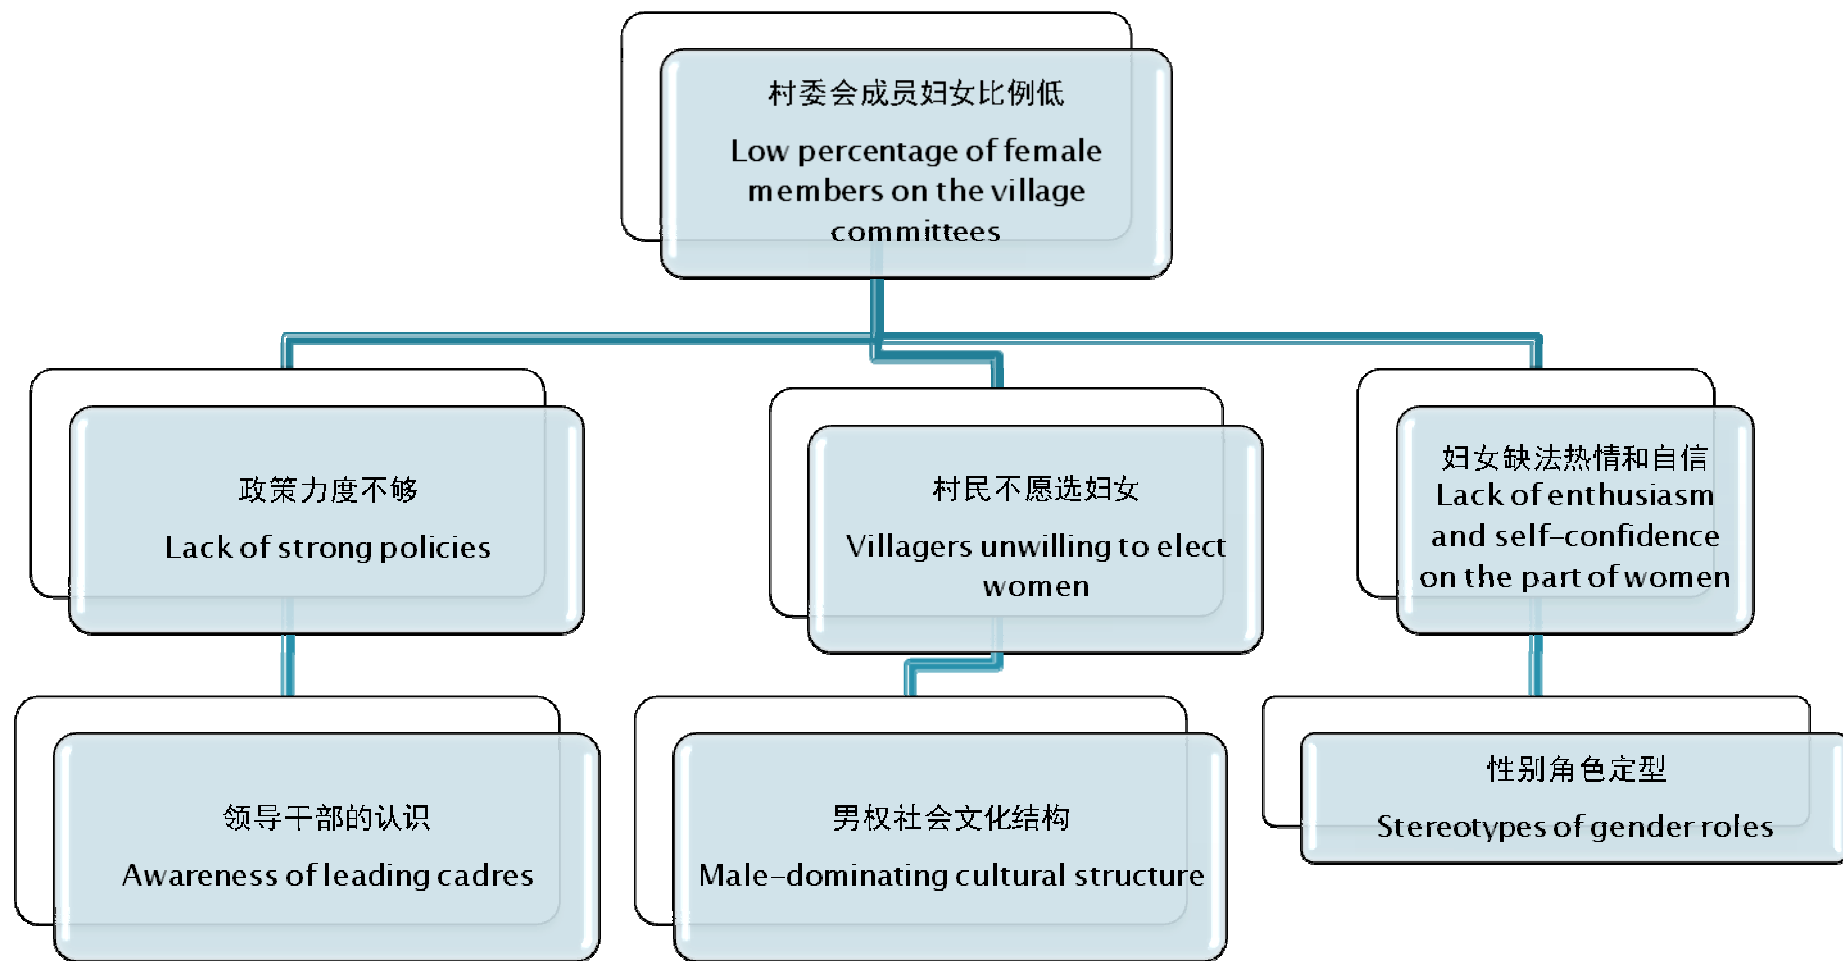 村委会成员妇女比例低
Low percentage of female
members on the village
committees
政策力度不够
Lack of strong policies
村民不愿选妇女
Villagers unwilling to elect
women
妇女缺法热情和自信
Lack of enthusiasm
and self-confidence
on the part of women
领导干部的认识
Awareness of leading cadres
男权社会文化结构
Male-dominating cultural structure
性别角色定型
Stereotypes of gender roles